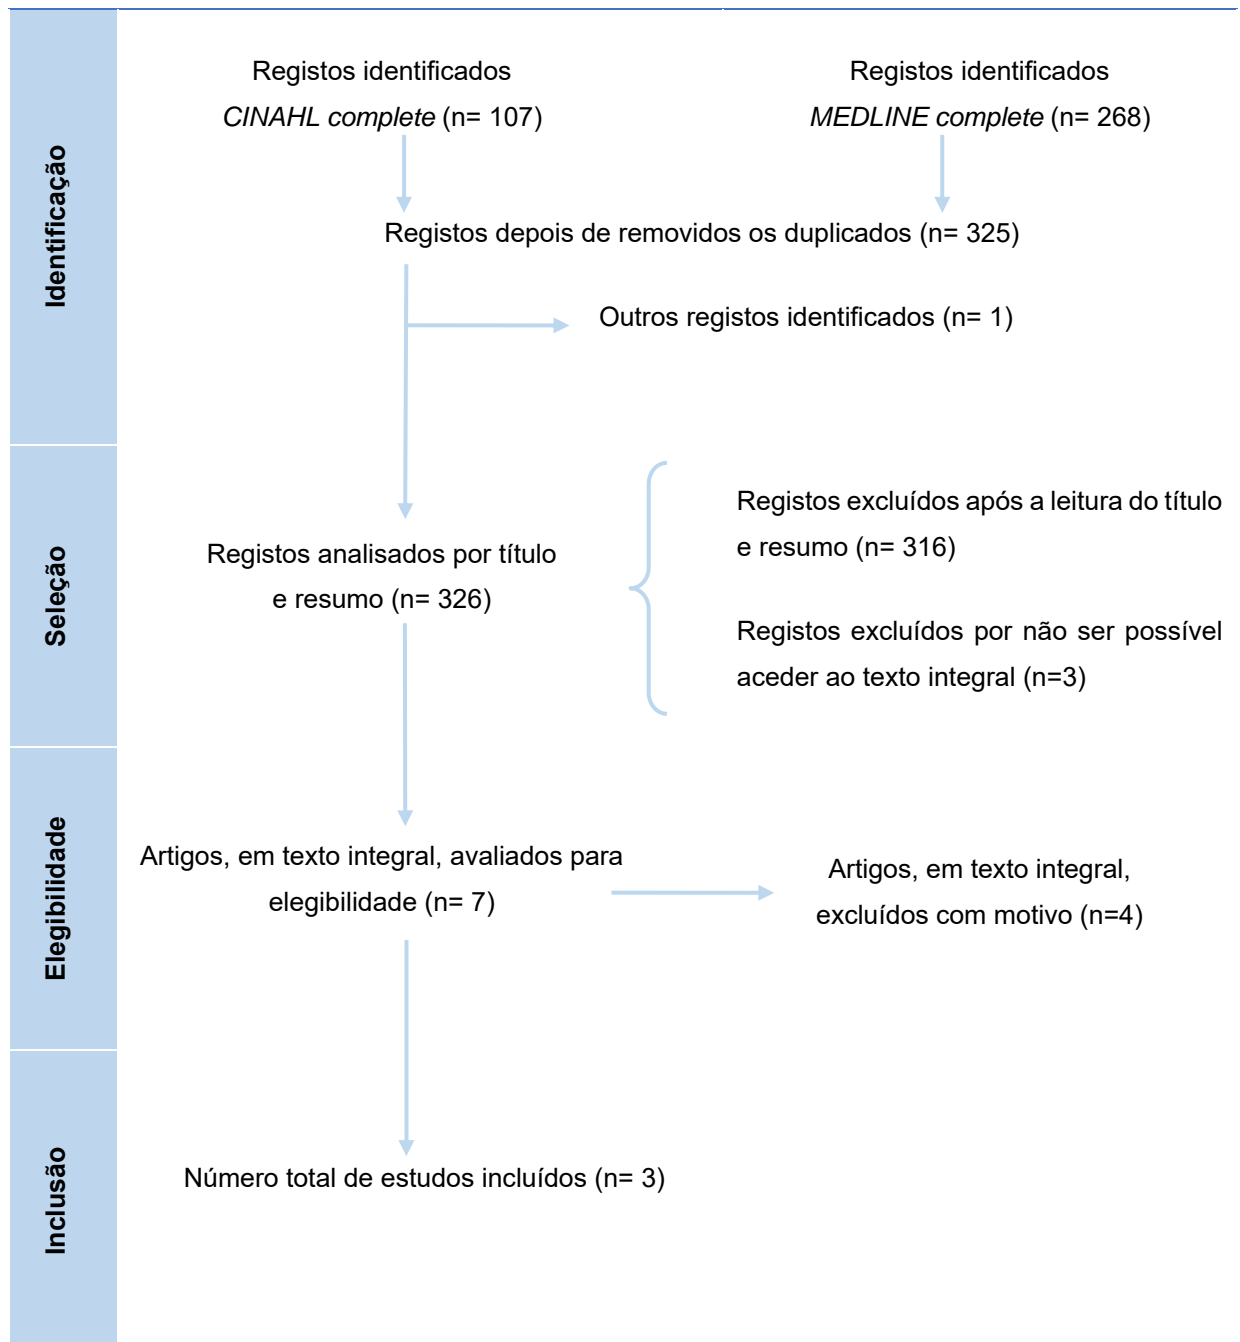 Identificação
Registos identificados
CINAHL complete (n= 107)
Registos identificados
MEDLINE complete (n= 268)
Registos depois de removidos os duplicados (n= 325)
Outros registos identificados (n= 1)
Seleção
Registos analisados por título
e resumo (n= 326)
Registos excluídos após a leitura do título
e resumo (n= 316)
Registos excluídos por não ser possível
aceder ao texto integral (n=3)
Elegibilidade
Artigos, em texto integral, avaliados para
elegibilidade (n= 7)
Artigos, em texto integral,
excluídos com motivo (n=4)
Inclusão
Número total de estudos incluídos (n= 3)